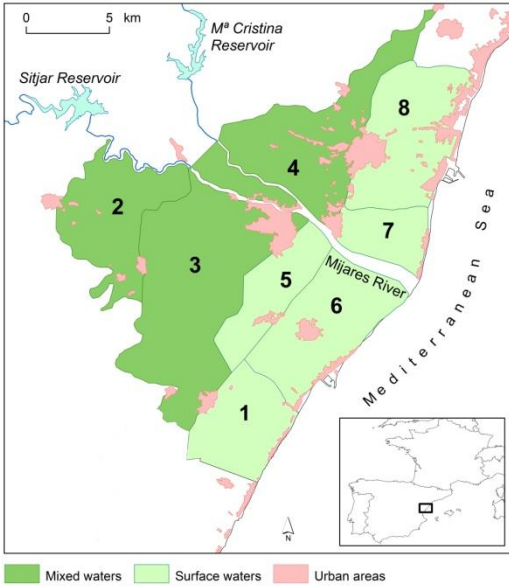 0 5 km
Mª Cristina
Reservoir
Sitjar Reservoir
8
4
2
7
3
5
Mijares River
6
Mediterranean Sea
1
N
Mixed waters Surface waters Urban areas